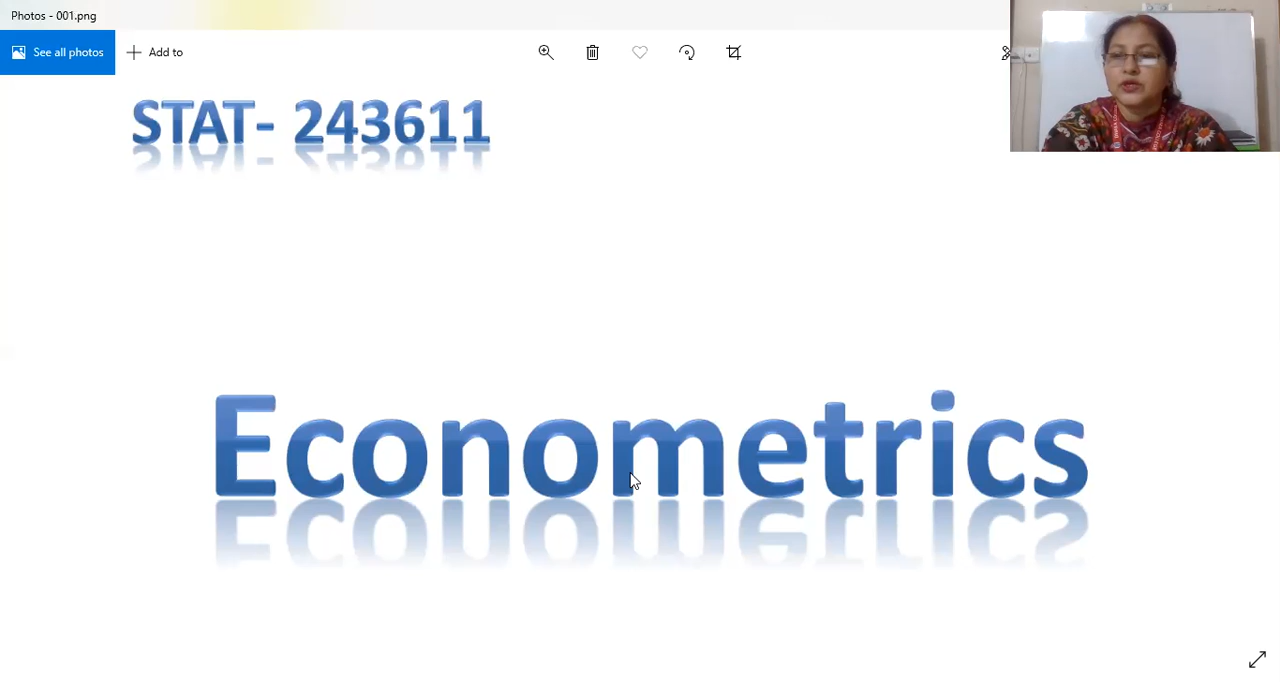 Photos - 001.png
See all photos
Add to
STAT- 243611
Econometrics